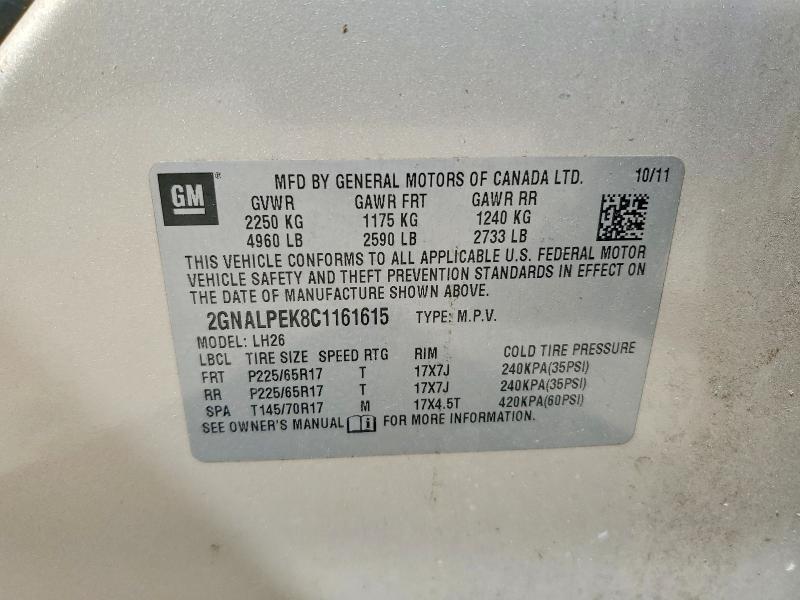 GM ®
MFD BY GENERAL MOTORS OF CANADA LTD. 10/11
GVWR GAWR FRT GAWR RR
2250 KG 1175 KG 1240 KG
4960 LB 2590 LB 2733 LB
THIS VEHICLE CONFORMS TO ALL APPLICABLE U.S. FEDERAL MOTOR
VEHICLE SAFETY AND THEFT PREVENTION STANDARDS IN EFFECT ON
THE DATE OF MANUFACTURE SHOWN ABOVE.
2GNALPEK8C1161615 TYPE: M.P.V.
MODEL: LH26
LBCL TIRE SIZE SPEED RTG RIM COLD TIRE PRESSURE
FRT P225/65R17 T 17X7J 240KPA(35PSI)
RR P225/65R17 T 17X7J 240KPA(35PSI)
SPA T145/70R17 M 17X4.5T 420KPA(60PSI)
SEE OWNER'S MANUAL i FOR MORE INFORMATION.